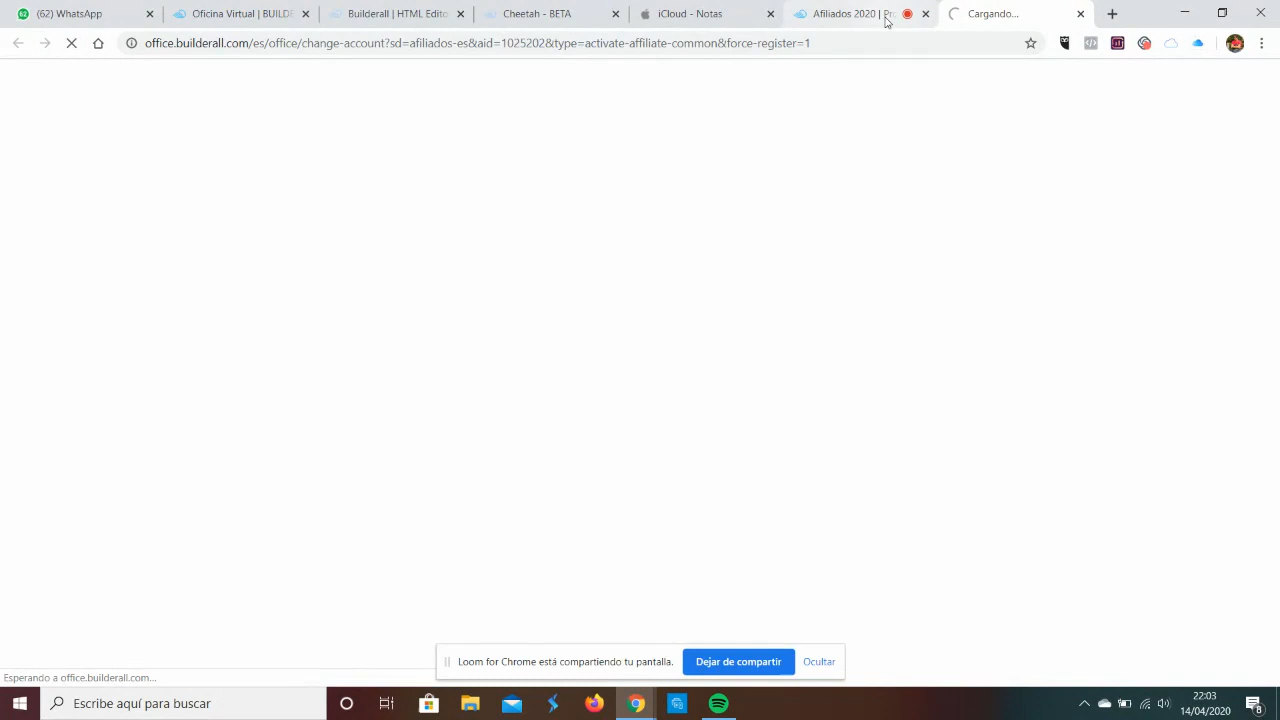 (62) WhatsApp
Oficina Virtual | BUILDE
Builderall | HTML Edito
Cheetah - BETA
iCloud - Notas
Afiliados 2020 | Pr
Cargando...
office.builderall.com/es/office/change-account?sd=afiliados-es&aid=1025202&type=activate-affiliate-common&force-register=1
Loom for Chrome está compartiendo tu pantalla.
Dejar de compartir
Ocultar
Esperando a office.builderall.com...
Escribe aquí para buscar
22:03
14/04/2020
8